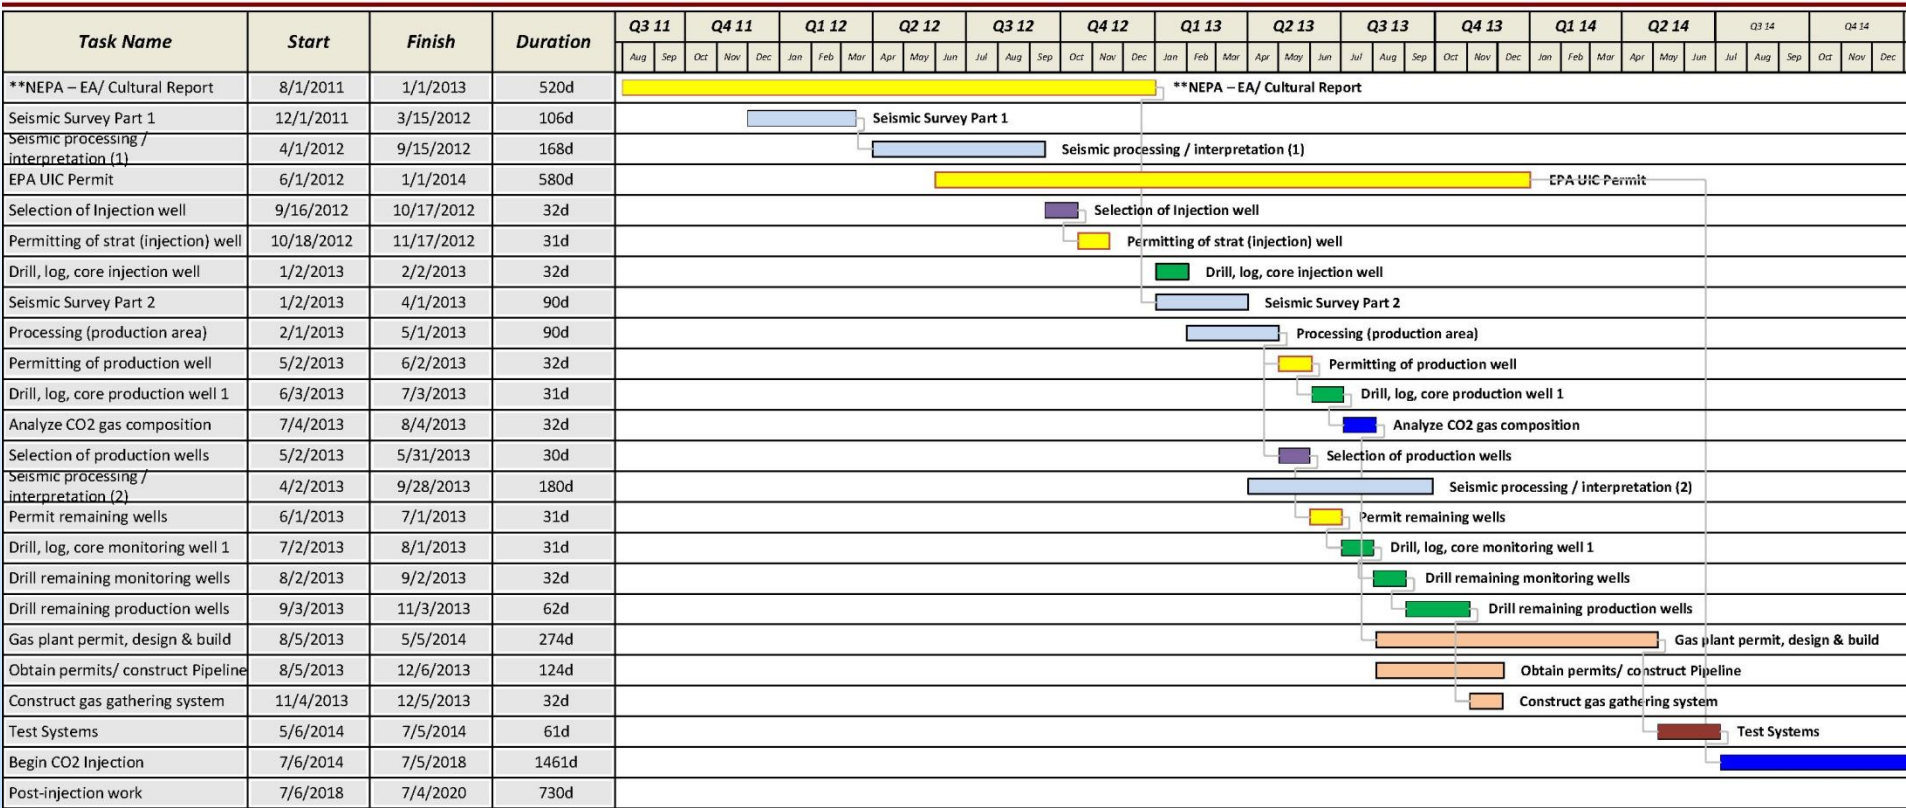 Task Name Start Finish Duration Q3 11 Q4 11 Q1 12 Q2 12 Q3 12 Q4 12 Q1 13 Q2 13 Q3 13 Q4 13 Q1 14 Q2 14 Q3 14 Q4 14
Aug Sep Oct Nov Dec Jan Feb Mar Apr May Jun Jul Aug Sep Oct Nov Dec Jan Feb Mar Apr May Jun Jul Aug Sep Oct Nov Dec Jan Feb Mar Apr May Jun Jul Aug Sep Oct Nov Dec
**NEPA – EA/ Cultural Report 8/1/2011 1/1/2013 520d **NEPA – EA/ Cultural Report
Seismic Survey Part 1 12/1/2011 3/15/2012 106d Seismic Survey Part 1
Seismic processing /
interpretation (1) 4/1/2012 9/15/2012 168d Seismic processing / interpretation (1)
EPA UIC Permit 6/1/2012 1/1/2014 580d EPA UIC Permit
Selection of Injection well 9/16/2012 10/17/2012 32d Selection of Injection well
Permitting of strat (injection) well 10/18/2012 11/17/2012 31d Permitting of strat (injection) well
Drill, log, core injection well 1/2/2013 2/2/2013 32d Drill, log, core injection well
Seismic Survey Part 2 1/2/2013 4/1/2013 90d Seismic Survey Part 2
Processing (production area) 2/1/2013 5/1/2013 90d Processing (production area)
Permitting of production well 5/2/2013 6/2/2013 32d Permitting of production well
Drill, log, core production well 1 6/3/2013 7/3/2013 31d Drill, log, core production well 1
Analyze CO2 gas composition 7/4/2013 8/4/2013 32d Analyze CO2 gas composition
Selection of production wells 5/2/2013 5/31/2013 30d Selection of production wells
Seismic processing /
interpretation (2) 4/2/2013 9/28/2013 180d Seismic processing / interpretation (2)
Permit remaining wells 6/1/2013 7/1/2013 31d Permit remaining wells
Drill, log, core monitoring well 1 7/2/2013 8/1/2013 31d Drill, log, core monitoring well 1
Drill remaining monitoring wells 8/2/2013 9/2/2013 32d Drill remaining monitoring wells
Drill remaining production wells 9/3/2013 11/3/2013 62d Drill remaining production wells
Gas plant permit, design & build 8/5/2013 5/5/2014 274d Gas plant permit, design & build
Obtain permits/ construct Pipeline 8/5/2013 12/6/2013 124d Obtain permits/ construct Pipeline
Construct gas gathering system 11/4/2013 12/5/2013 32d Construct gas gathering system
Test Systems 5/6/2014 7/5/2014 61d Test Systems
Begin CO2 Injection 7/6/2014 7/5/2018 1461d
Post-injection work 7/6/2018 7/4/2020 730d